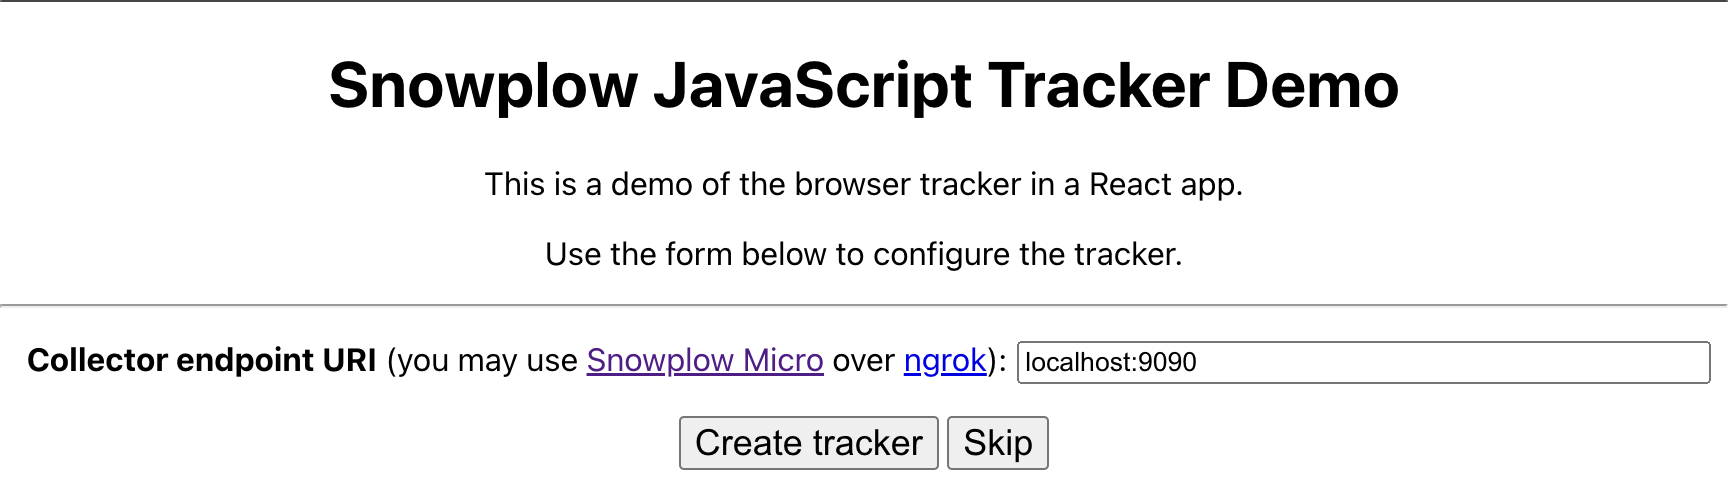 Snowplow JavaScript Tracker Demo
This is a demo of the browser tracker in a React app.
Use the form below to configure the tracker.
Collector endpoint URI (you may use Snowplow Micro over ngrok): localhost:9090
Create tracker Skip